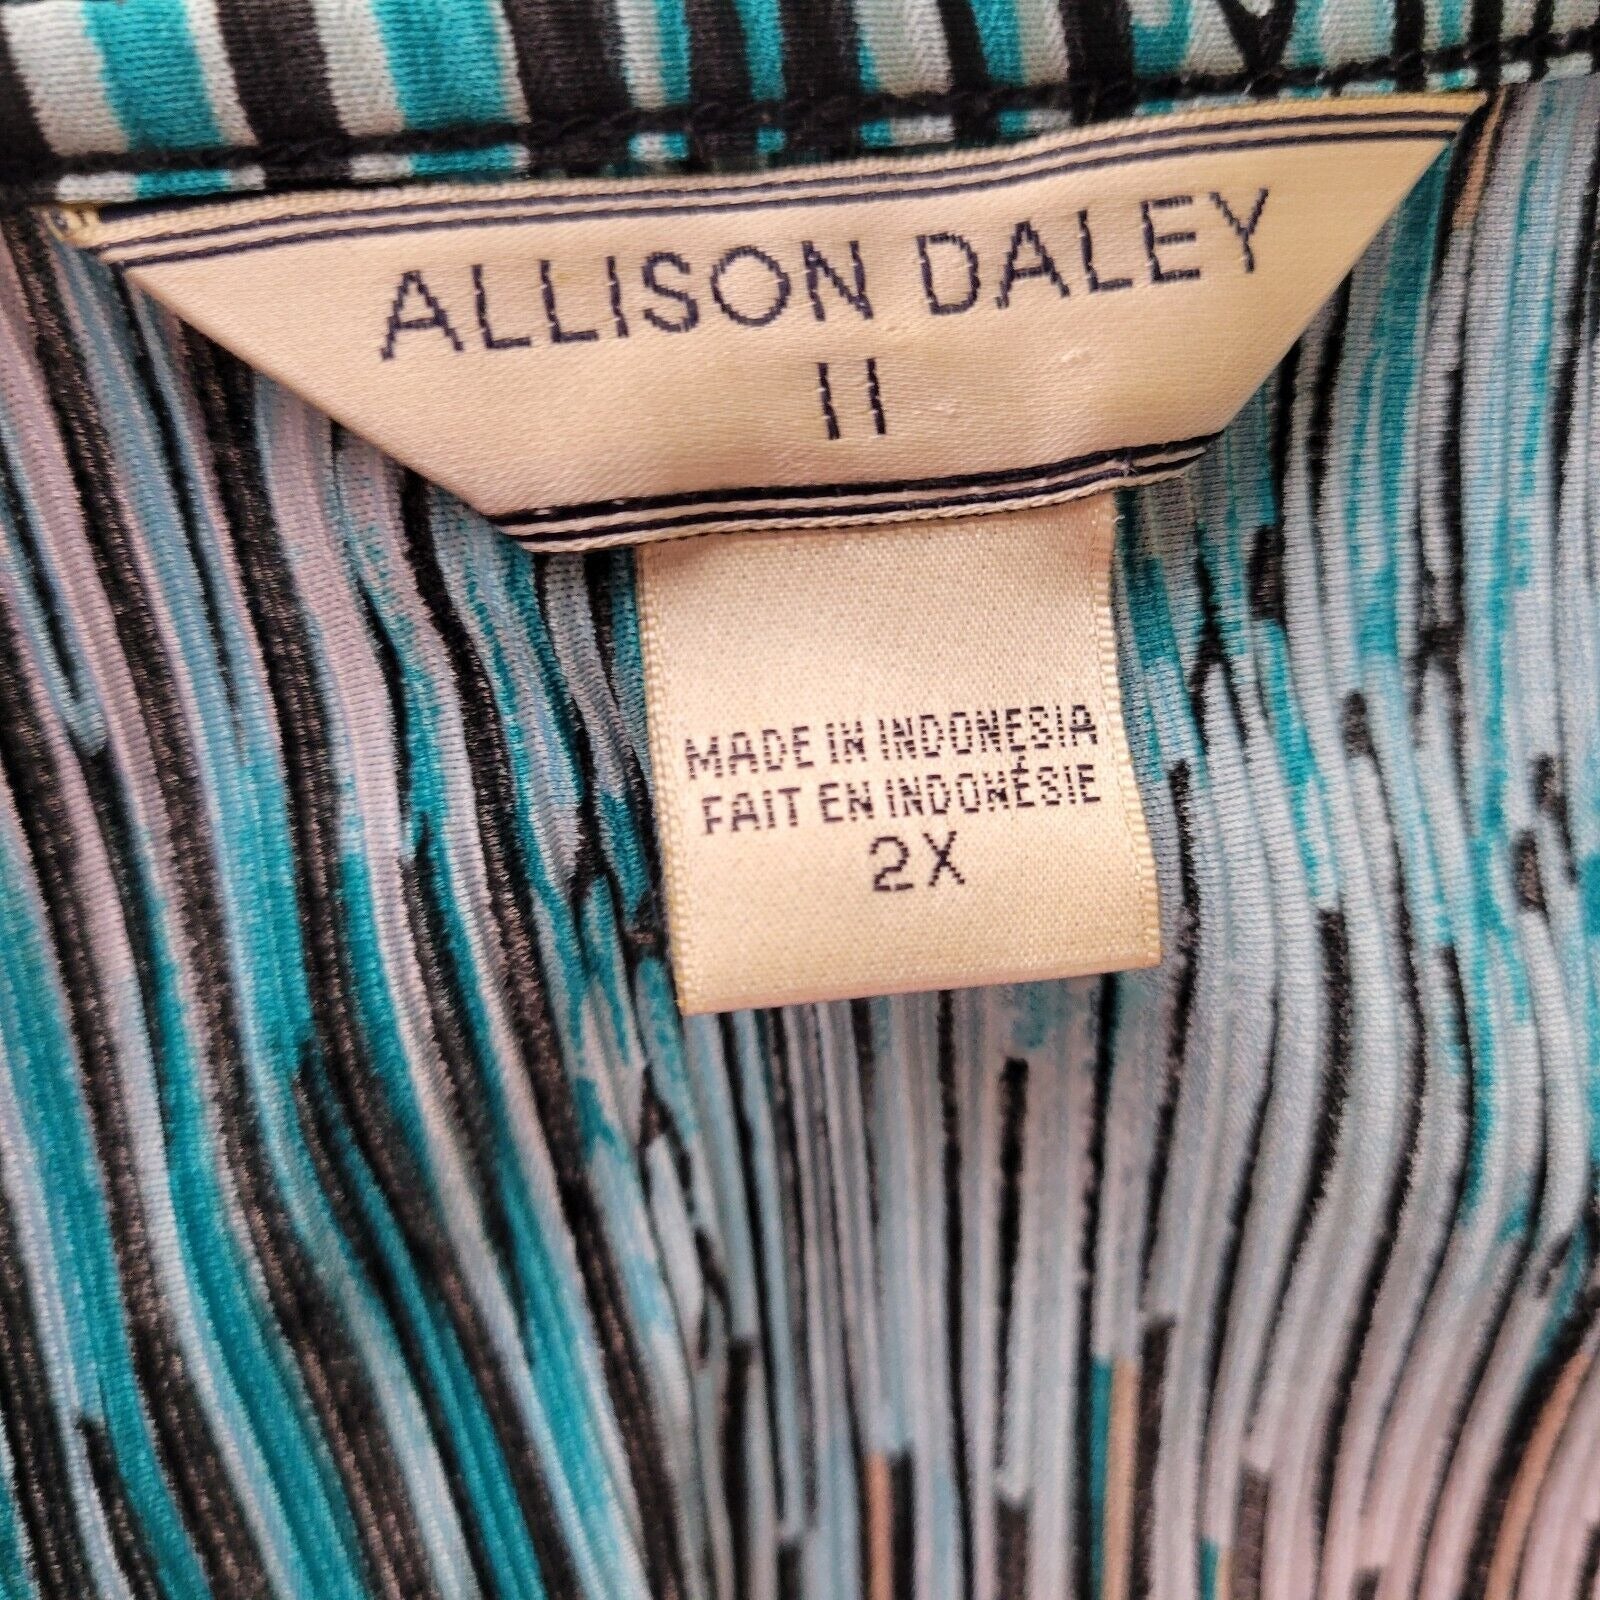 ALLISON DALEY
II
MADE IN INDONESIA
FAIT EN INDONÉSIE
2X